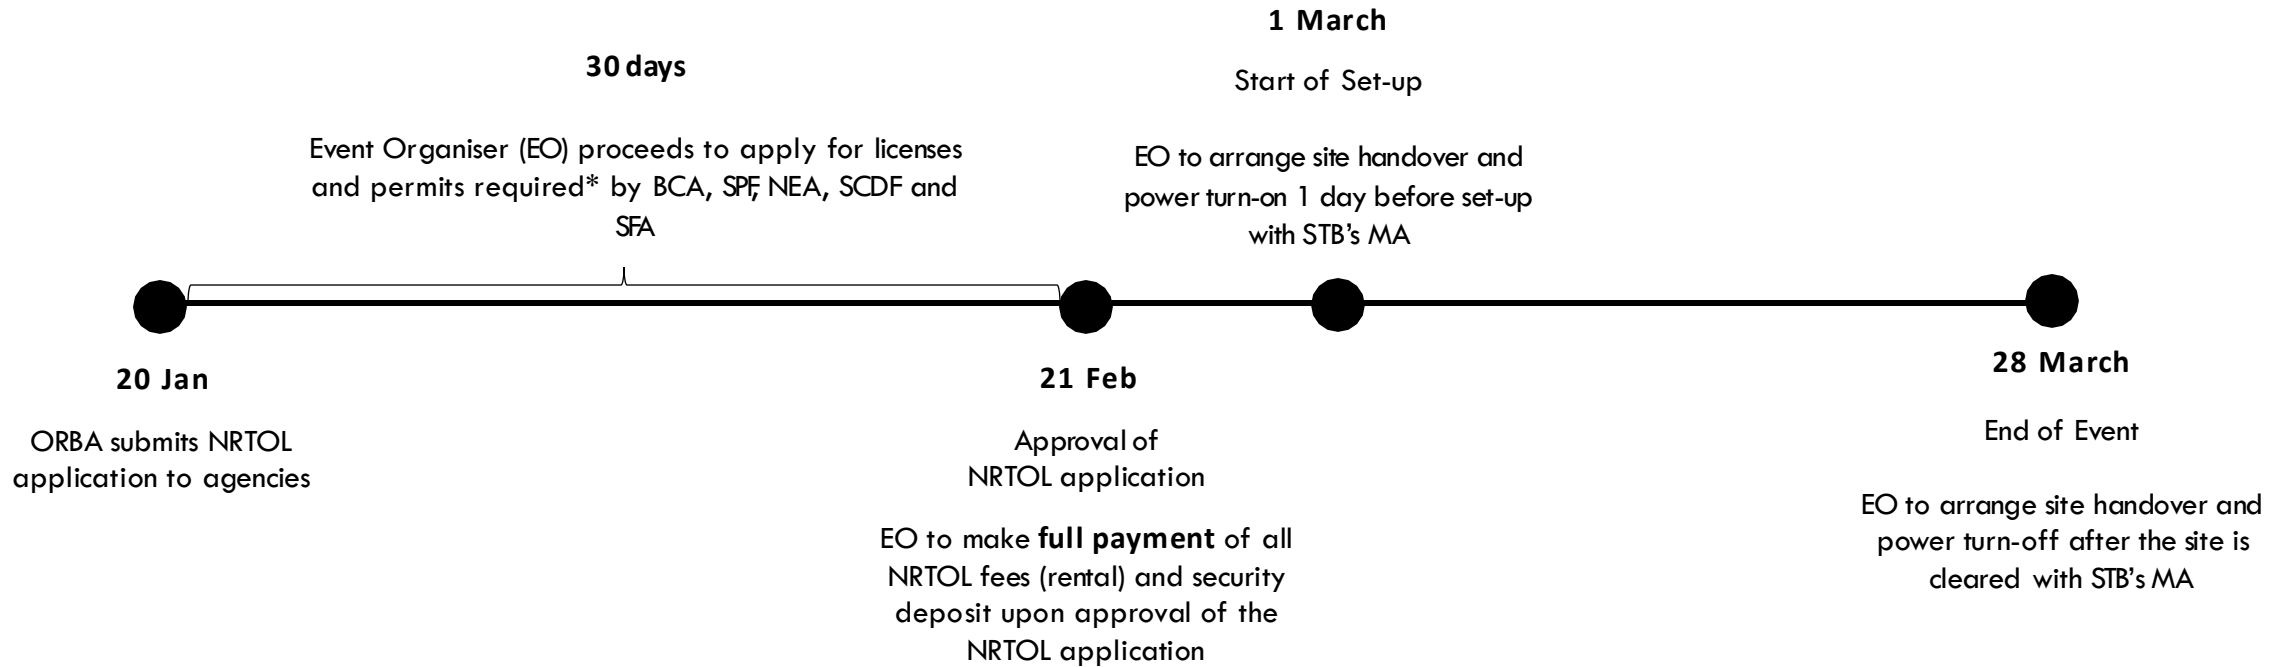 30 days
Event Organiser (EO) proceeds to apply for licenses
and permits required* by BCA, SPF, NEA, SCDF and
SFA
1 March
Start of Set-up
EO to arrange site handover and
power turn-on 1 day before set-up
with STB's MA
20 Jan
ORBA submits NRTOL
application to agencies
21 Feb
Approval of
NRTOL application
EO to make full payment of all
NRTOL fees (rental) and security
deposit upon approval of the
NRTOL application
28 March
End of Event
EO to arrange site handover and
power turn-off after the site is
cleared with STB's MA